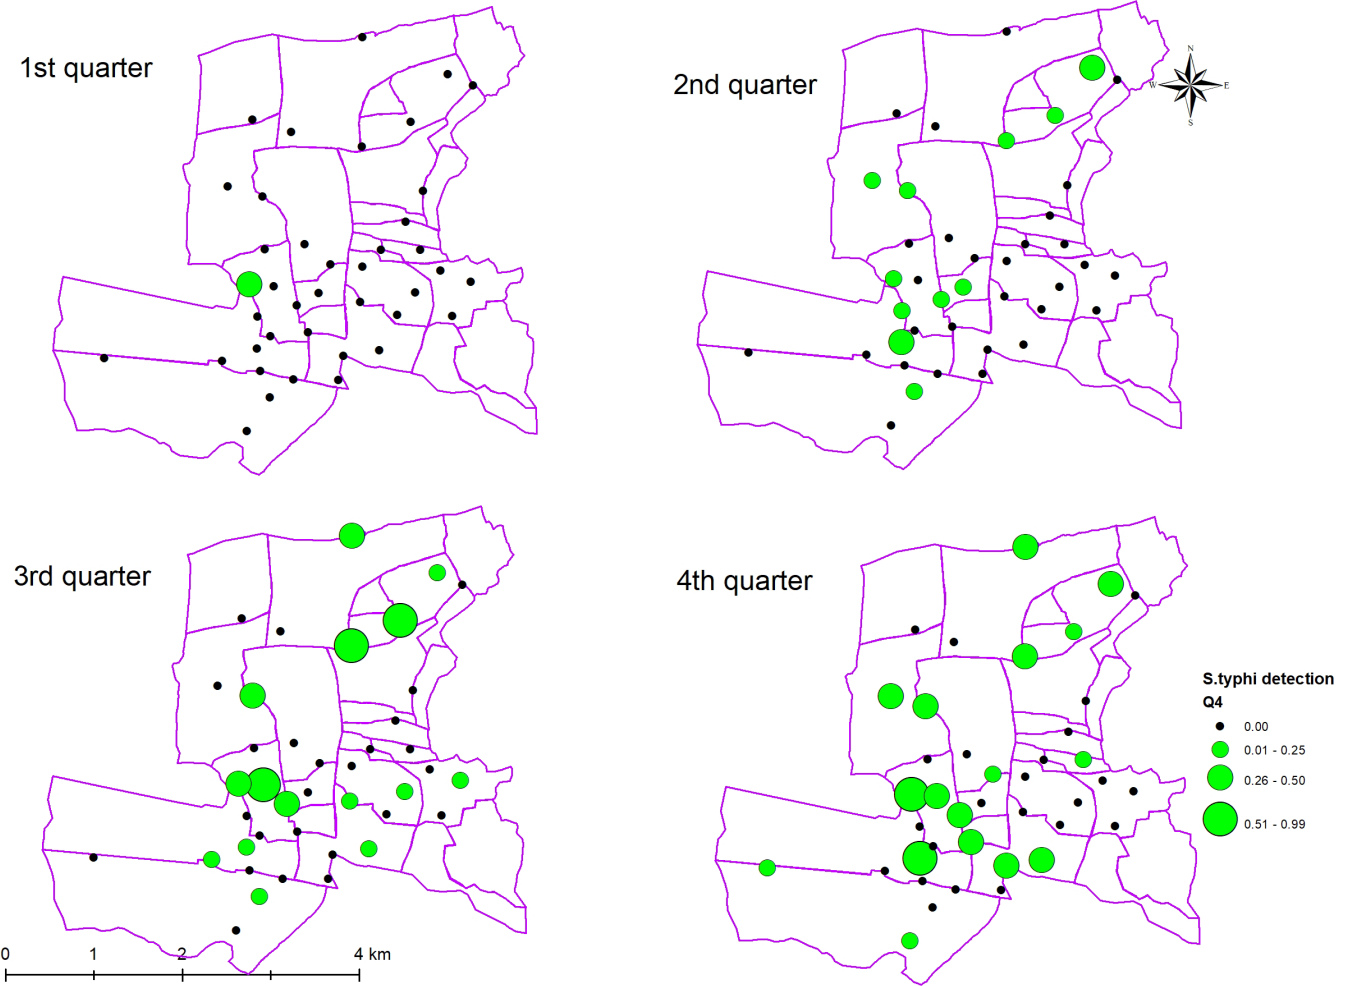 1st quarter
2nd quarter
N
W E
S
3rd quarter
4th quarter
S.typhi detection
Q4
0.00
0.01 - 0.25
0.26 - 0.50
0.51 - 0.99
0 1 2 4 km